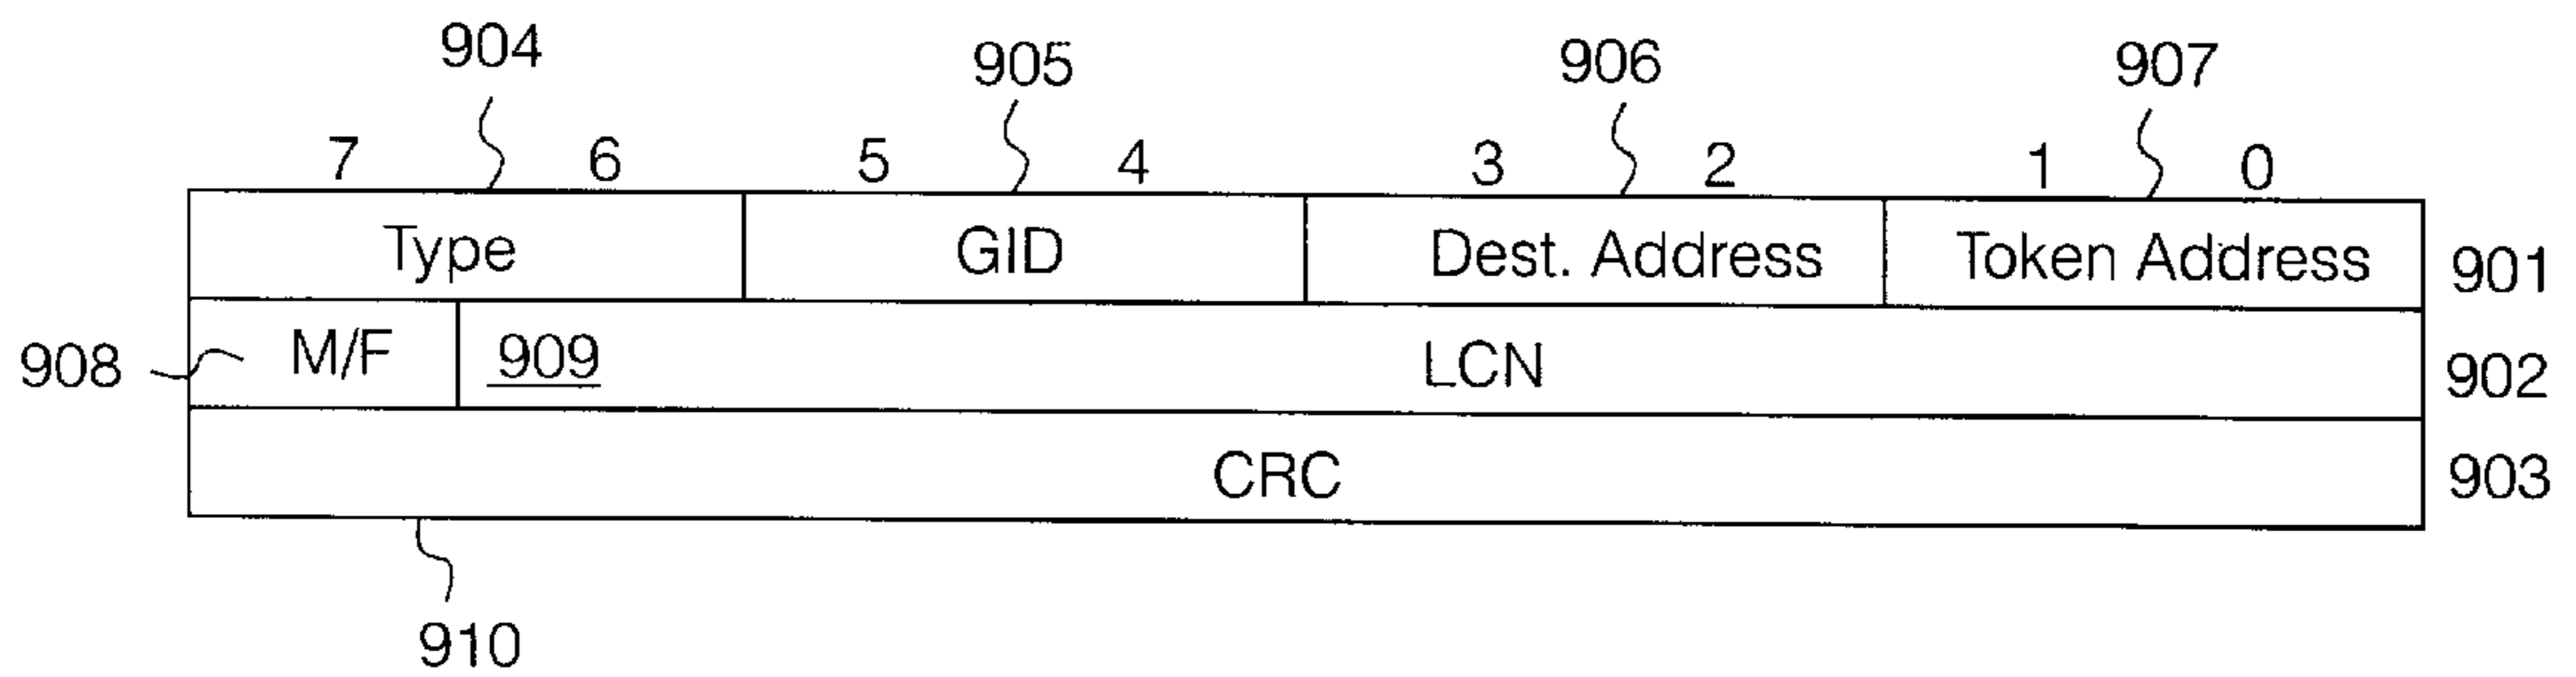 904 905 906 907
7 6 5 4 3 2 1 0
Type GID Dest. Address Token Address 901
908 M/F 909 LCN 902
CRC 903
910